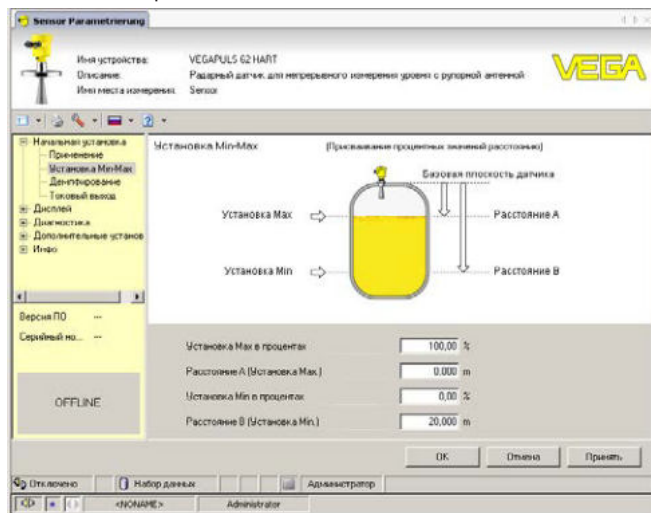 Sensor Parametrierung
Имя устройства: VEGAPULS 62 HART
Описание: Радарный датчик для непрерывного измерения уровня с рупорной антенной
Имя места измерения: Sensor
VEGA
Начальная установка
Применение
Установка Min-Max
Демпфирование
Токовый выход
Дисплей
Диагностика
Дополнительные установ
Инфо
Версия ПО ---
Серийный но... ---
OFFLINE
Установка Min-Max (Присваивание процентных значений расстоянию)
Базовая плоскость датчика
Установка Max
Расстояние A
Установка Min
Расстояние B
Установка Max в процентах 100,00 %
Расстояние A (Установка Max.) 0.000 m
Установка Min в процентах 0,00 %
Расстояние B (Установка Min.) 20,000 m
OK Отмена Принять
Отключено Набор данных Администратор
<NONAME> Administrator